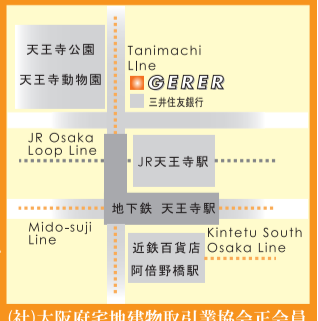 天王寺公園
天王寺動物園
Tanimachi
LIne
GERER
三井住友銀行
JR Osaka
Loop Line
JR天王寺駅
地下鉄 天王寺駅
Mido-suji
Line
近鉄百貨店
阿倍野橋駅
Kintetu South
Osaka Line
(社)大阪府宅地建物取引業協会正会員